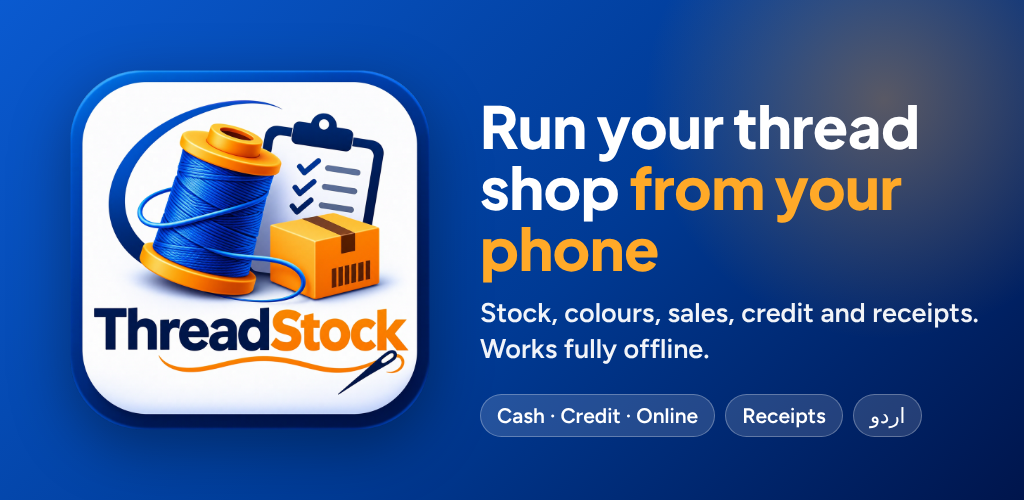 ThreadStock
Run your thread
shop from your
phone
Stock, colours, sales, credit and receipts.
Works fully offline.
Cash · Credit · Online
Receipts
اردو